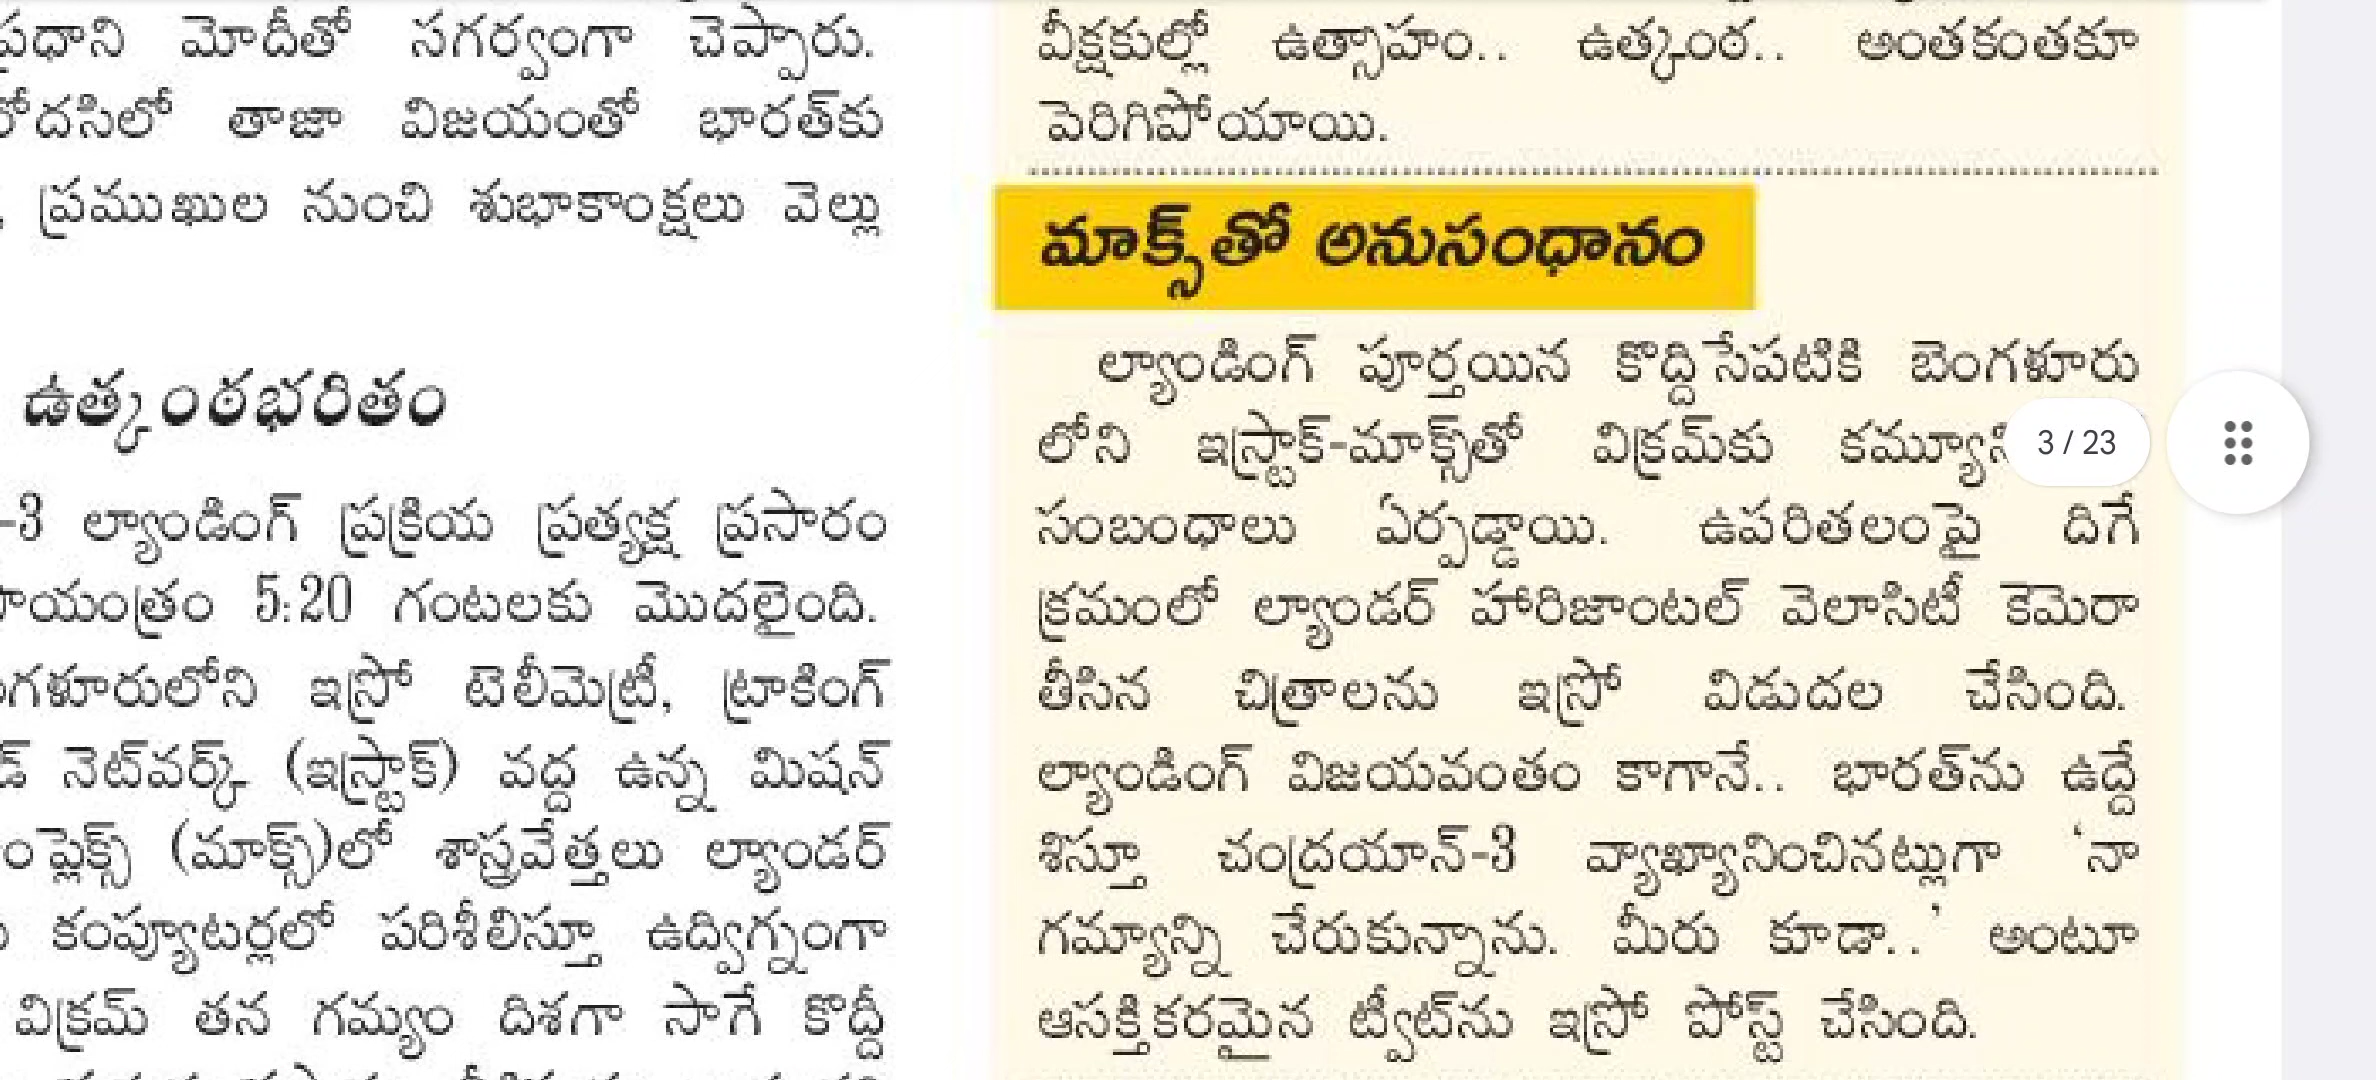 ప్రధాని మోదీతో సగర్వంగా చెప్పారు.
రోదసిలో తాజా విజయంతో భారత్‌కు
ప్రముఖుల నుంచి శుభాకాంక్షలు వెల్లు
ఉత్కంఠభరితం
-3 ల్యాండింగ్ ప్రక్రియ ప్రత్యక్ష ప్రసారం
సాయంత్రం 5:20 గంటలకు మొదలైంది.
ఇస్రో టెలీమెట్రీ, ట్రాకింగ్
నెట్‌వర్క్ (ఇస్ట్రాక్) వద్ద ఉన్న మిషన్
(మాక్స్)లో శాస్త్రవేత్తలు ల్యాండర్
కంప్యూటర్లలో పరిశీలిస్తూ ఉద్విగ్నంగా
విక్రమ్ తన గమ్యం దిశగా సాగే కొద్దీ
వీక్షకుల్లో ఉత్సాహం.. ఉత్కంఠ.. అంతకంతకూ
పెరిగిపోయాయి.
మాక్స్‌తో అనుసంధానం
ల్యాండింగ్ పూర్తయిన కొద్దిసేపటికి బెంగళూరు
లోని ఇస్ట్రాక్-మాక్స్‌తో విక్రమ్‌కు
3 / 23
సంబంధాలు ఏర్పడ్డాయి. ఉపరితలంపై దిగే
క్రమంలో ల్యాండర్ హారిజాంటల్ వెలాసిటీ కెమెరా
తీసిన చిత్రాలను ఇస్రో విడుదల చేసింది.
ల్యాండింగ్ విజయవంతం కాగానే.. భారత్‌ను ఉద్దే
శిస్తూ చంద్రయాన్-3 వ్యాఖ్యానించినట్లుగా 'నా
గమ్యాన్ని చేరుకున్నాను. మీరు కూడా..' అంటూ
ఆసక్తికరమైన ట్వీట్‌ను ఇస్రో పోస్ట్ చేసింది.